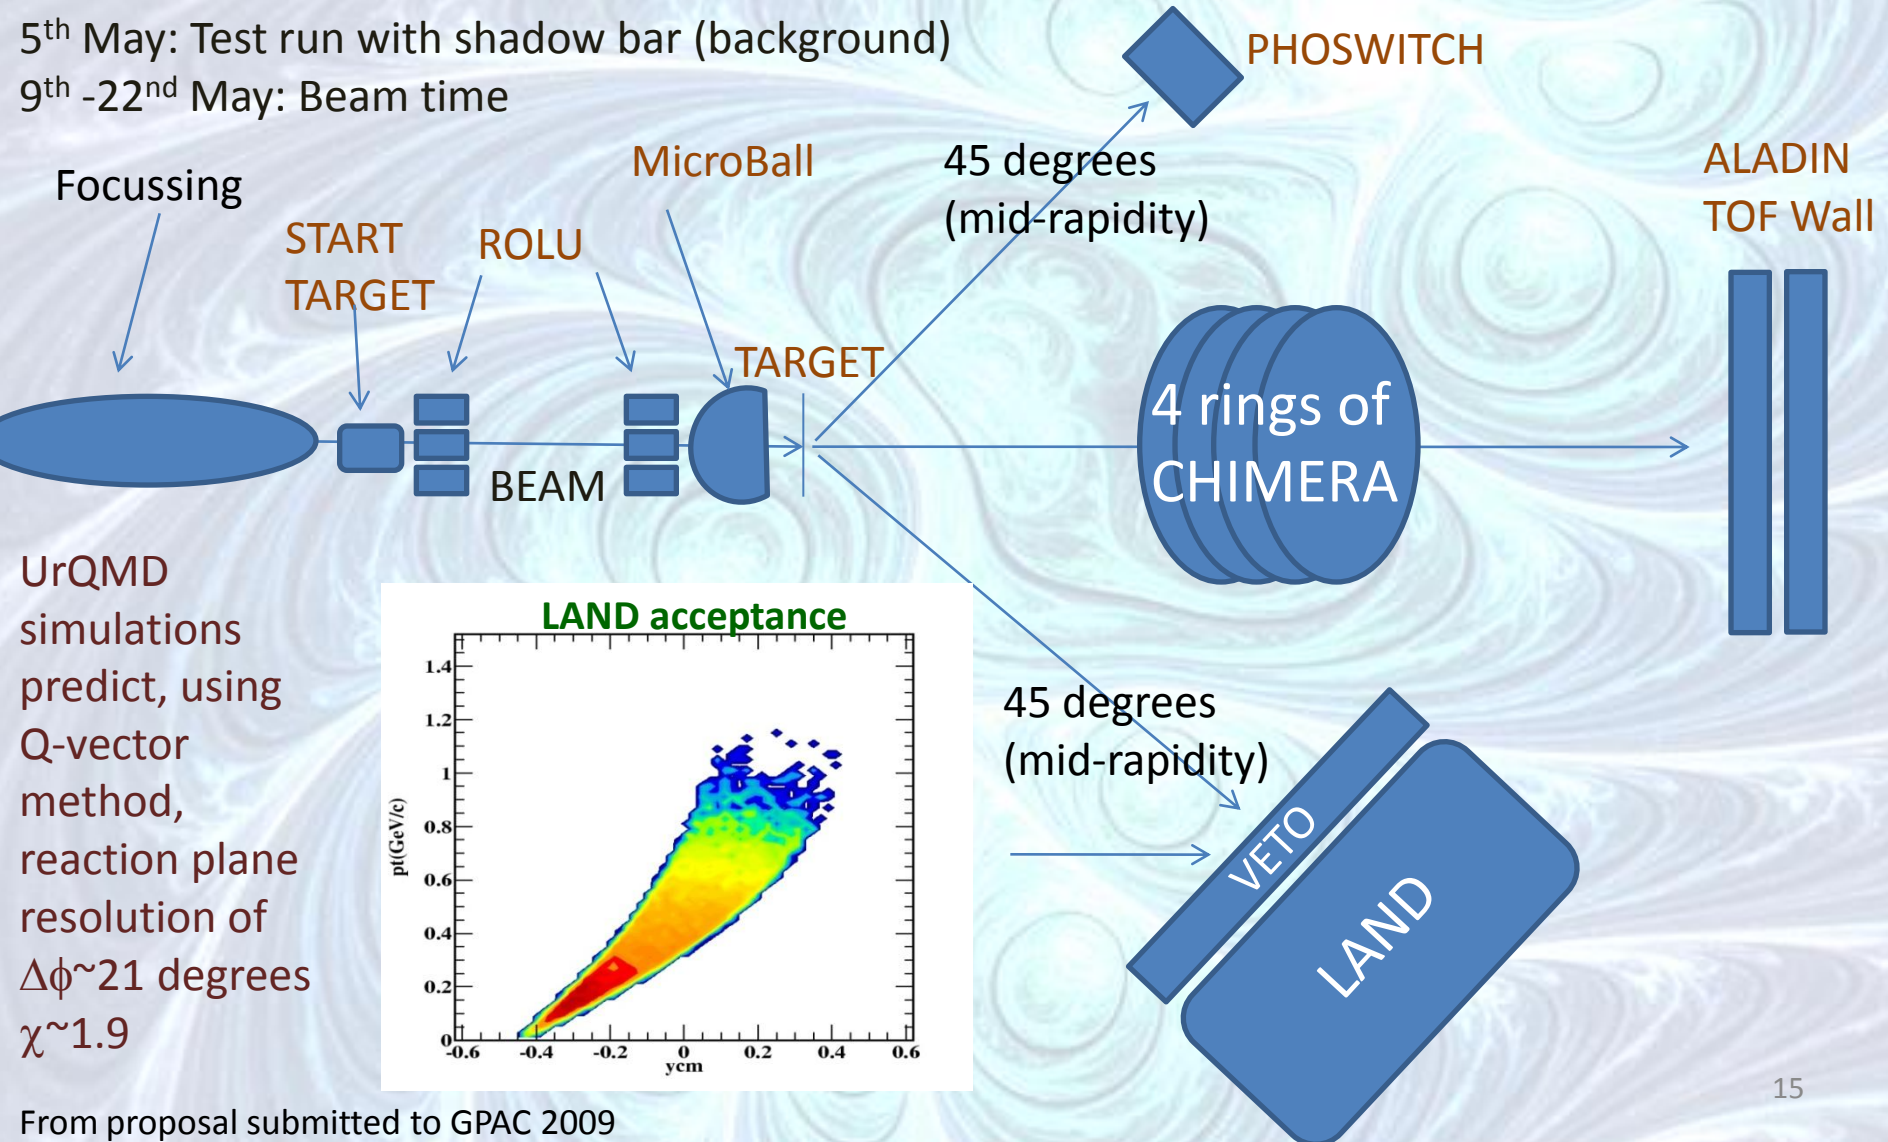 5th May: Test run with shadow bar (background)
9th -22nd May: Beam time
PHOSWITCH
Focussing
MicroBall
45 degrees
(mid-rapidity)
ALADIN
TOF Wall
START
TARGET
ROLU
TARGET
BEAM
4 rings of
CHIMERA
UrQMD
simulations
predict, using
Q-vector
method,
reaction plane
resolution of
Δϕ~21 degrees
χ~1.9
LAND acceptance
pt(GeV/c)
1.4
1.2
1
0.8
0.6
0.4
0.2
0
-0.6 -0.4 -0.2 0 0.2 0.4 0.6
ycm
45 degrees
(mid-rapidity)
VETO
LAND
15
From proposal submitted to GPAC 2009